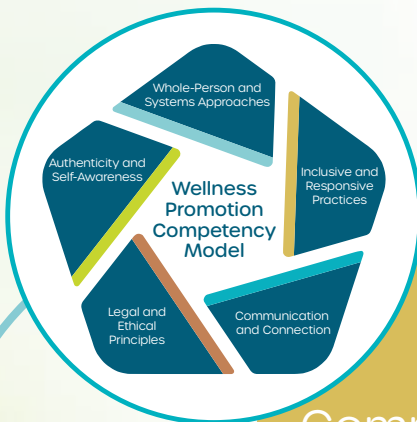 Whole-Person and
Systems Approaches
Authenticity and
Self-Awareness
Inclusive and
Responsive
Practices
Wellness
Promotion
Competency
Model
Legal and
Ethical
Principles
Communication
and Connection